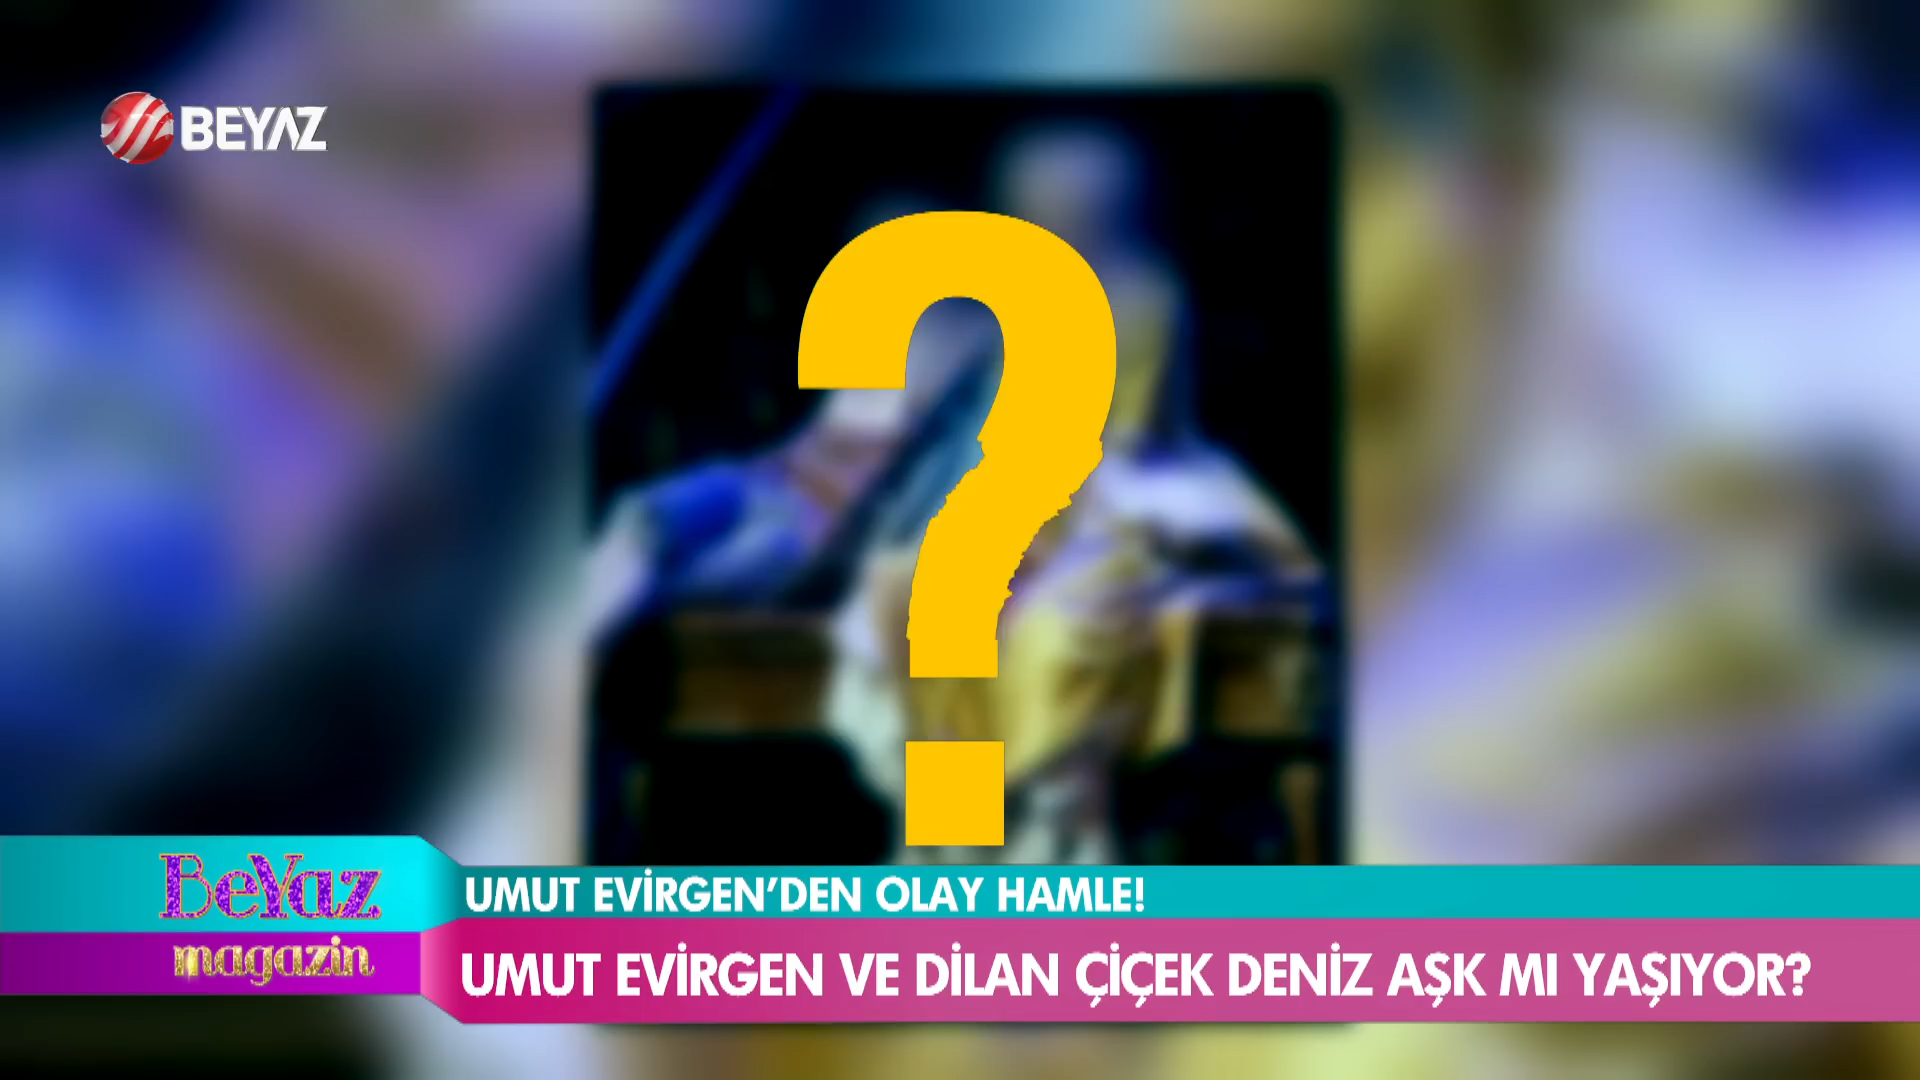 BEYAZ
?
BeYaz
magazin
UMUT EVİRGEN'DEN OLAY HAMLE!
UMUT EVİRGEN VE DİLAN ÇİÇEK DENİZ AŞK MI YAŞIYOR?